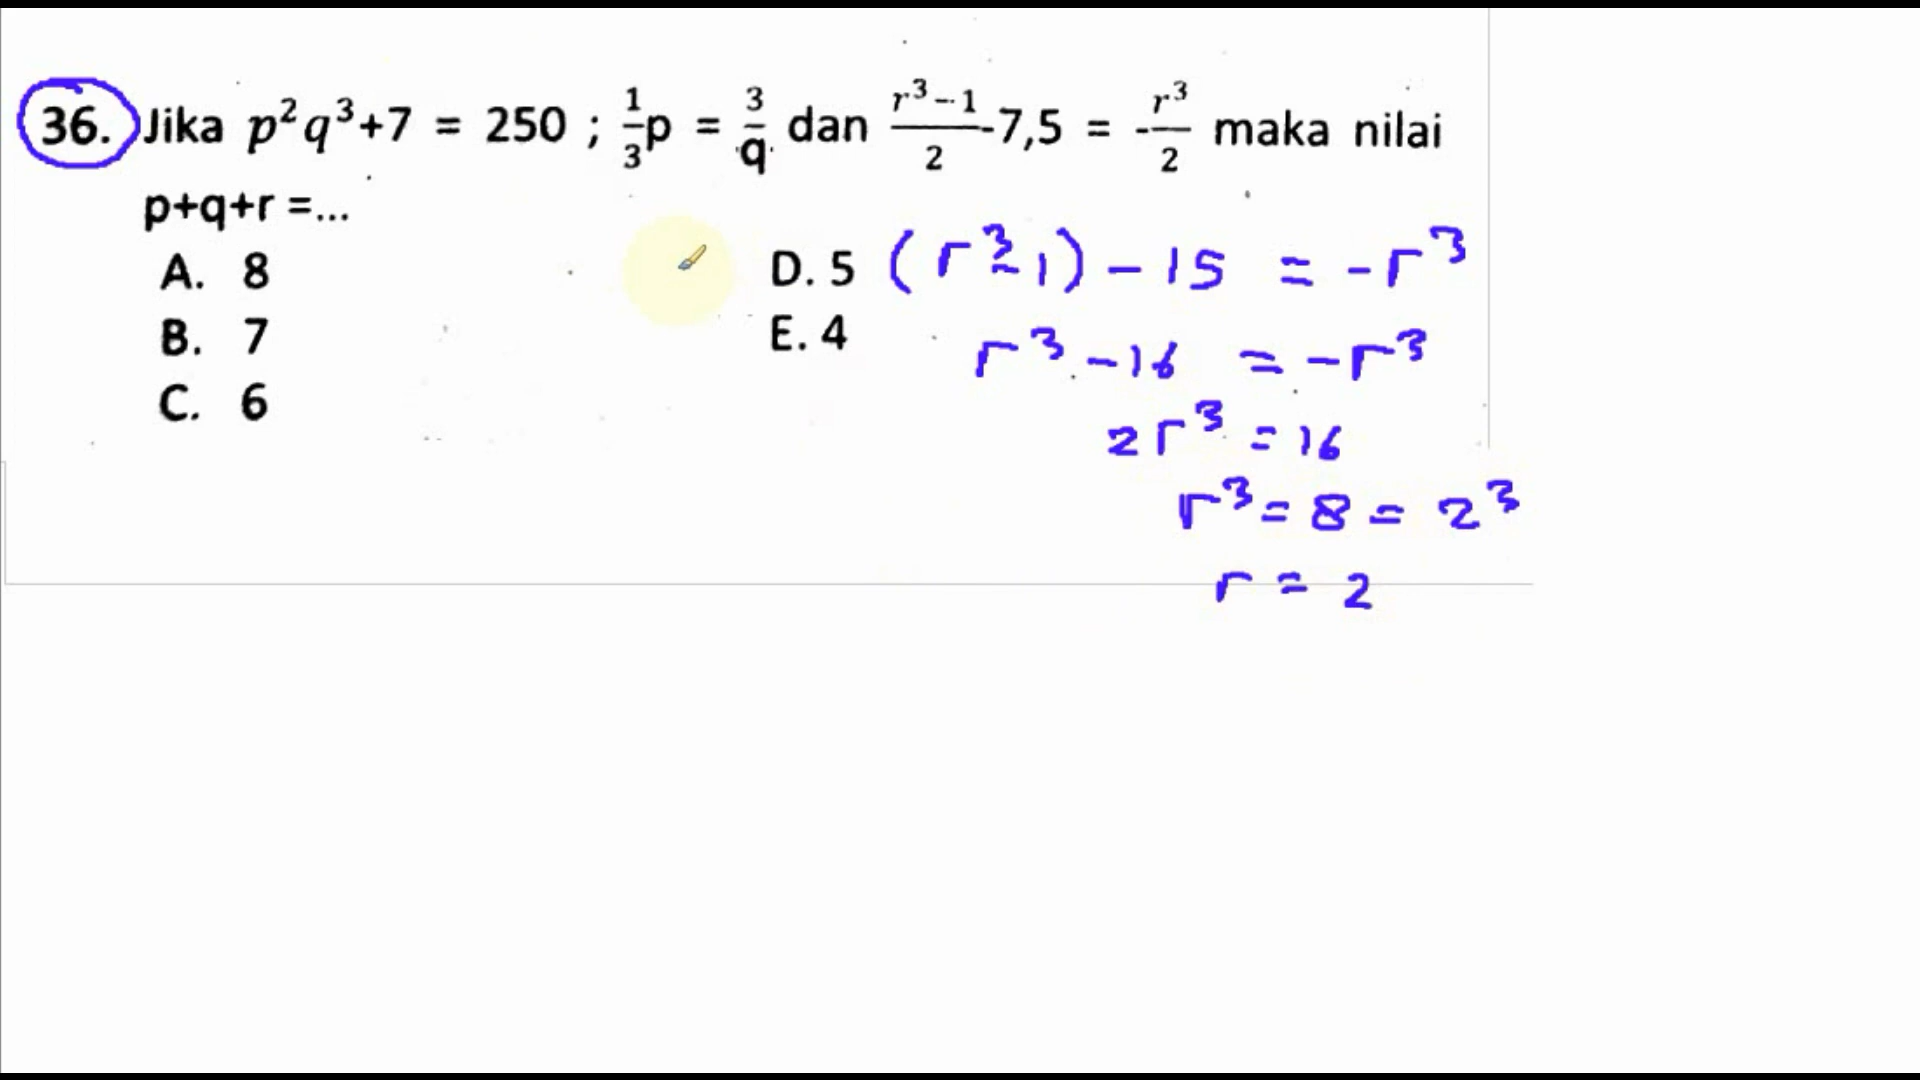 36. Jika p²q³+7 = 250 ; 1/3 p = 3/q dan (r³-1)/2 -7,5 = -r³/2 maka nilai
p+q+r =...
A. 8
B. 7
C. 6
D. 5
E. 4
(r³-1) - 15 = -r³
r³ - 16 = -r³
2r³ = 16
r³ = 8 = 2³
r = 2